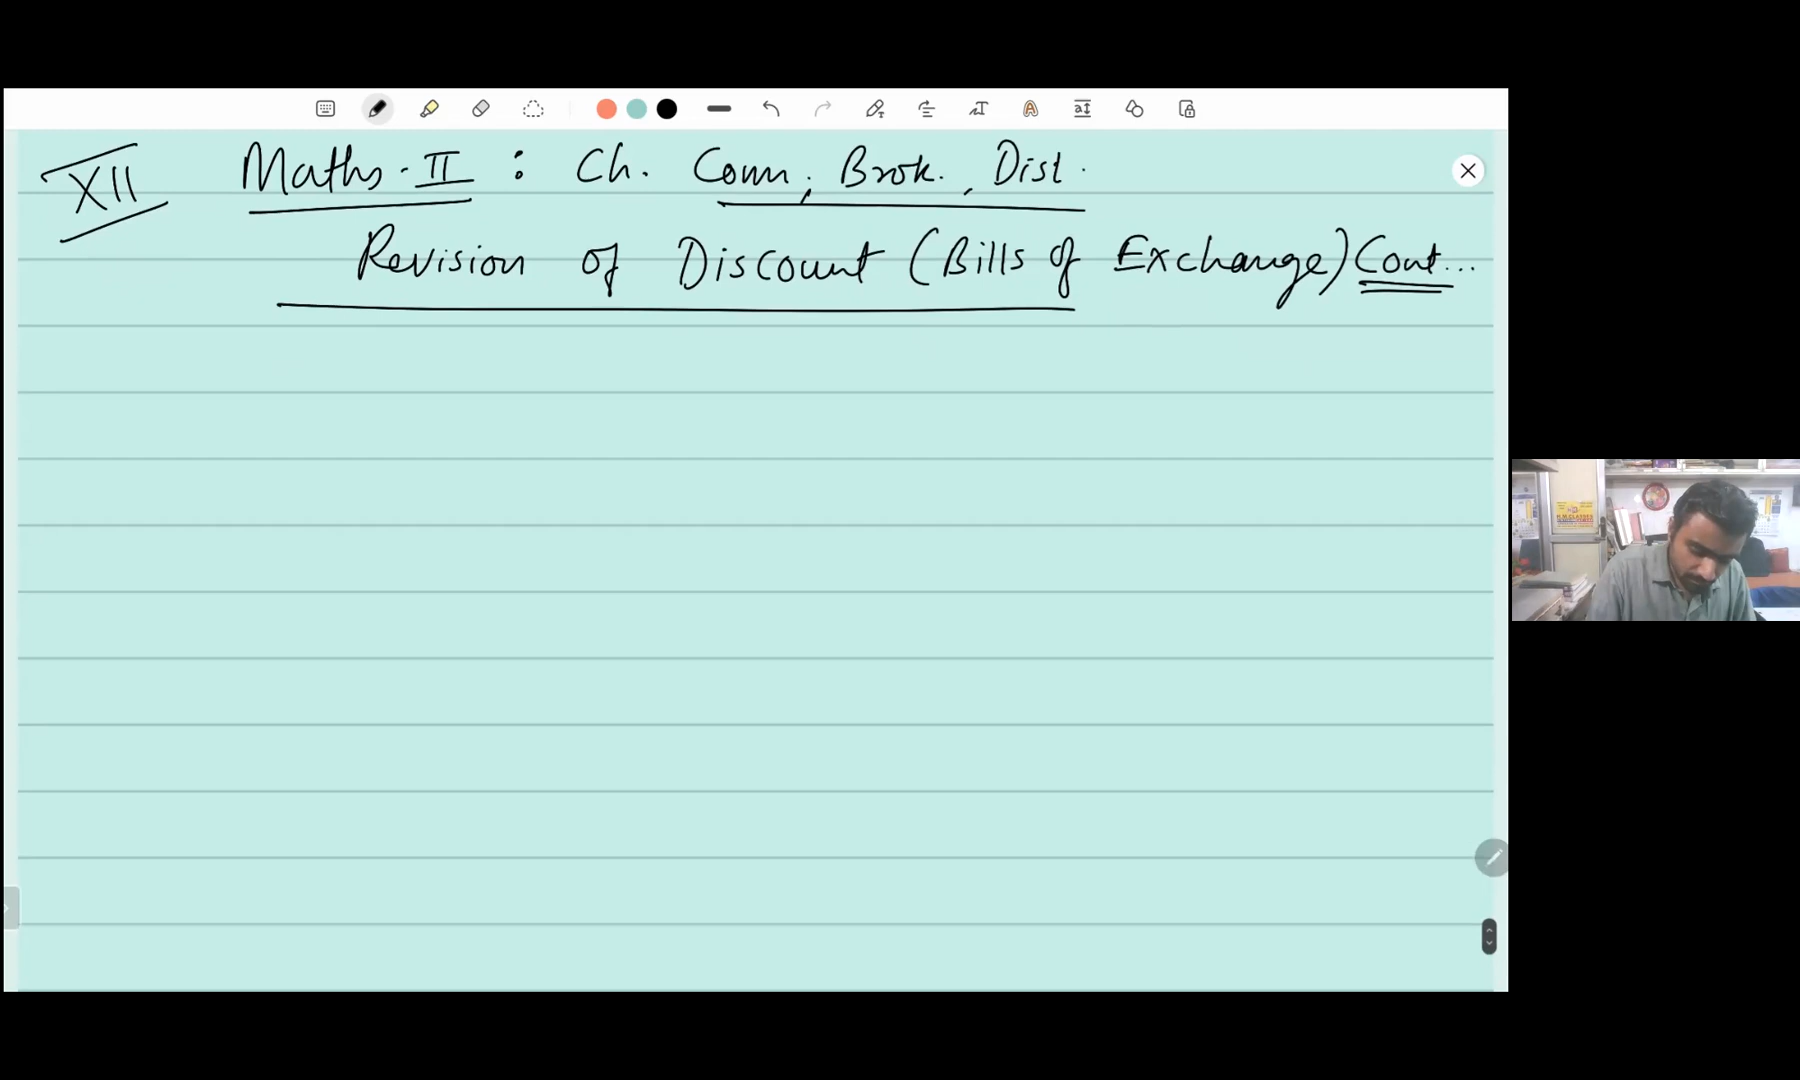 XII Maths-II : Ch. Comm, Brok., Dist.
Revision of Discount (Bills of Exchange) Cont...